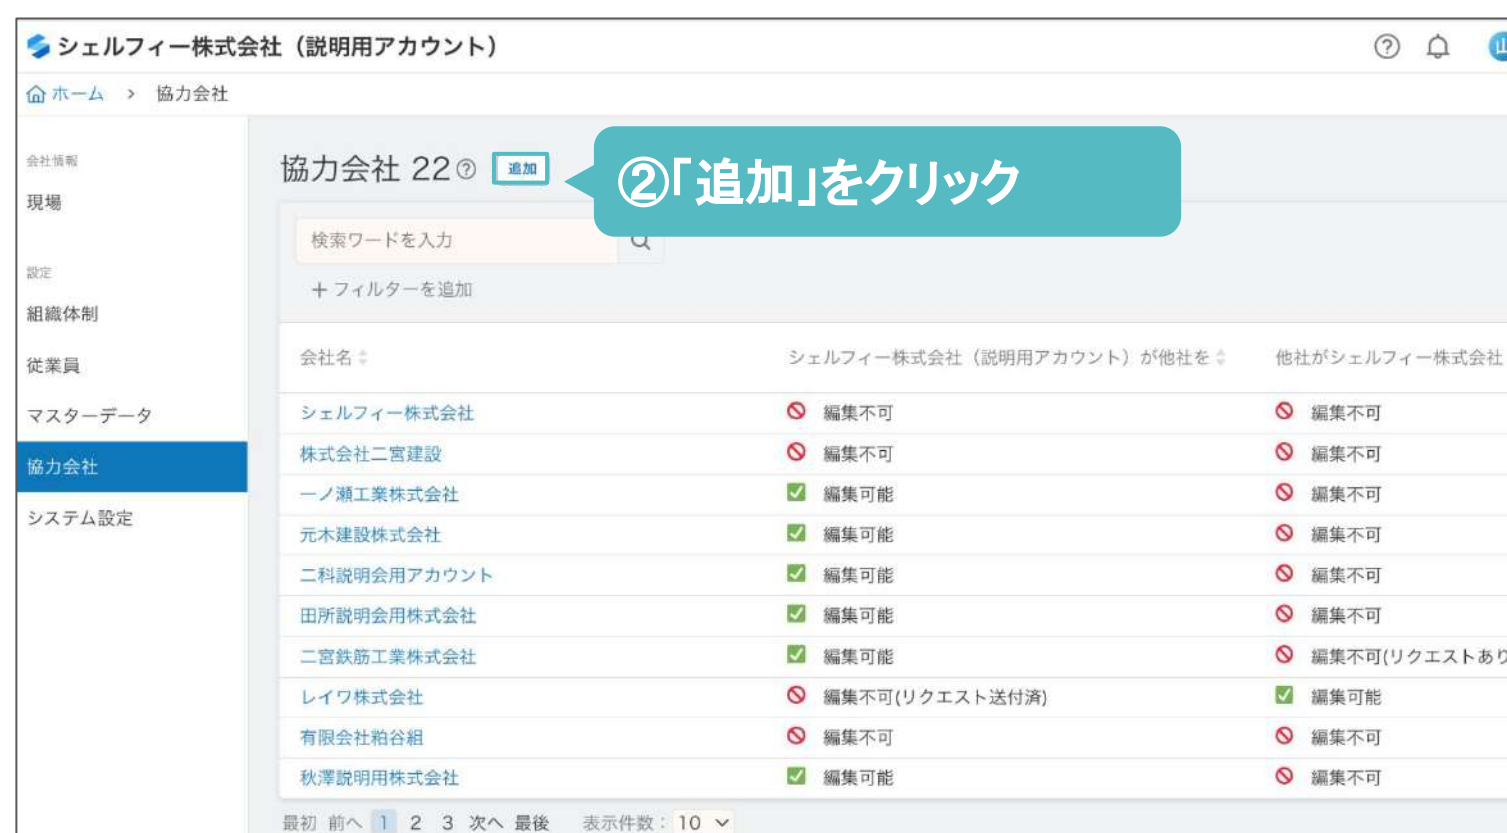 シェルフィー株式会社（説明用アカウント）
ホーム > 協力会社
会社情報
現場
設定
組織体制
従業員
マスターデータ
協力会社
システム設定
協力会社 22 追加
②「追加」をクリック
検索ワードを入力
＋フィルターを追加
会社名 シェルフィー株式会社（説明用アカウント）が他社を 他社がシェルフィー株式会社
シェルフィー株式会社 編集不可 編集不可
株式会社二宮建設 編集不可 編集不可
一ノ瀬工業株式会社 編集可能 編集不可
元木建設株式会社 編集可能 編集不可
二科説明会用アカウント 編集可能 編集不可
田所説明会用株式会社 編集可能 編集不可
二宮鉄筋工業株式会社 編集可能 編集不可(リクエストあり
レイワ株式会社 編集不可(リクエスト送付済) 編集可能
有限会社粕谷組 編集不可 編集不可
秋澤説明用株式会社 編集可能 編集不可
最初 前へ 1 2 3 次へ 最後 表示件数： 10